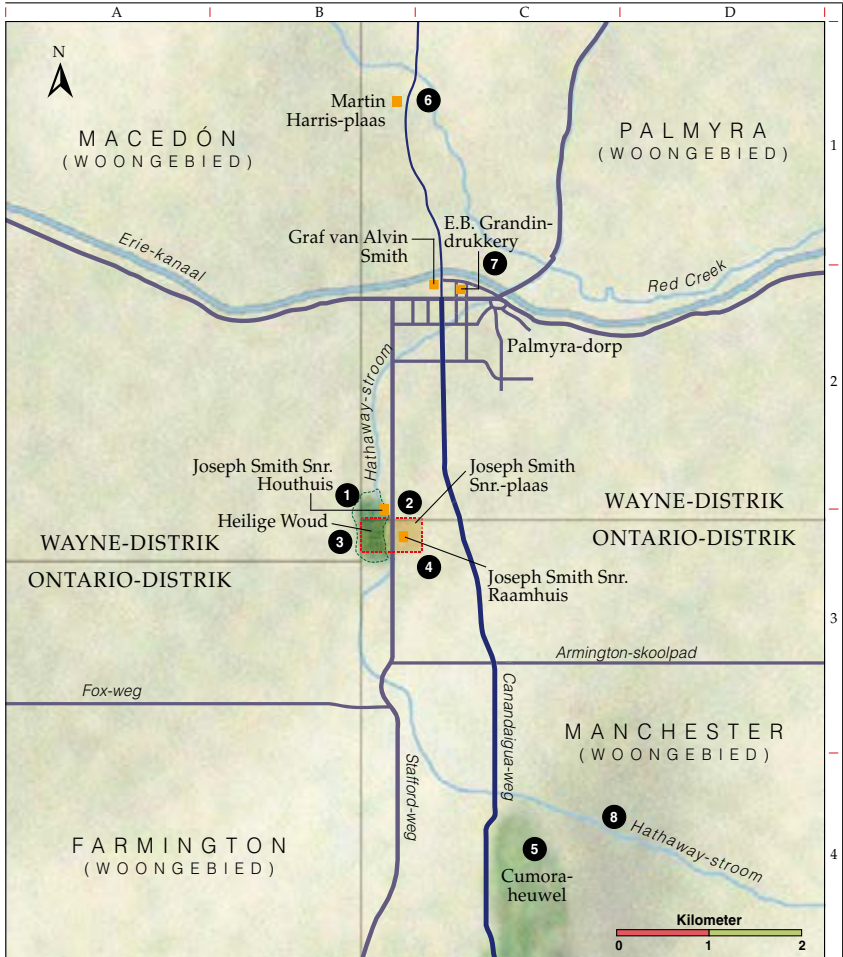 A
B
C
D
N
1
2
3
4
MACEDÓN
(WOONGEBIED)
PALMYRA
(WOONGEBIED)
Martin
Harris-plaas
6
Graf van Alvin
Smith
E.B. Grandin-
drukkery
7
Erie-kanaal
Red Creek
Palmyra-dorp
Hathaway-stroom
Joseph Smith Snr.
Houthuis
Joseph Smith
Snr.-plaas
1
2
Heilige Woud
3
4
WAYNE-DISTRIK
ONTARIO-DISTRIK
WAYNE-DISTRIK
ONTARIO-DISTRIK
Joseph Smith Snr.
Raamhuis
Armington-skoolpad
Fox-weg
Canandaigua-weg
Stafford-weg
MANCHESTER
(WOONGEBIED)
FARMINGTON
(WOONGEBIED)
8
Hathaway-stroom
5
Cumora-
heuwel
Kilometer
0 1 2